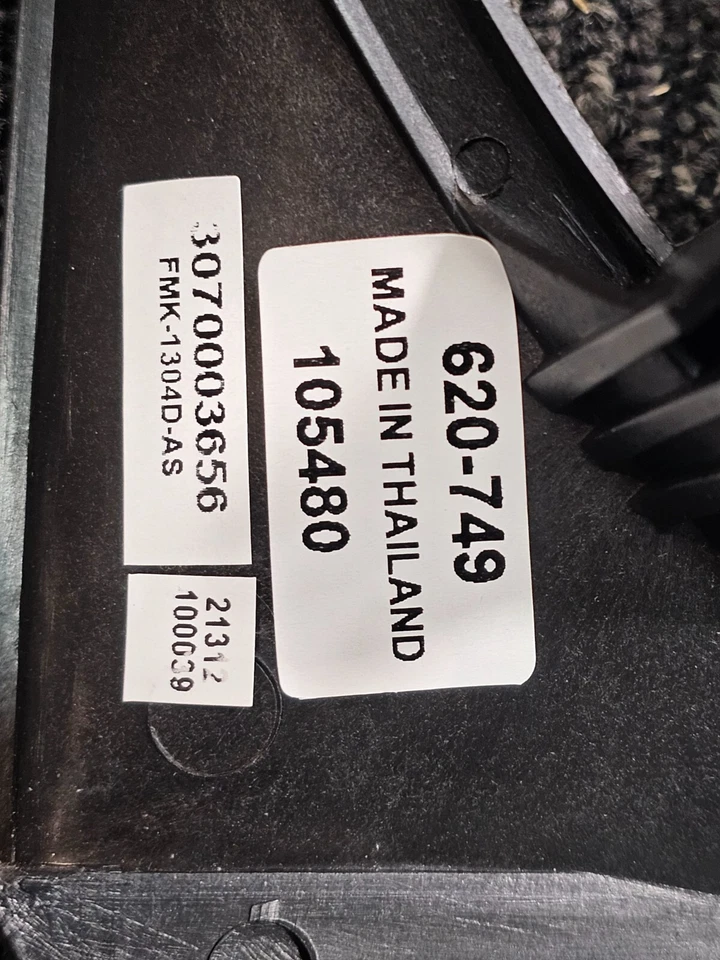 620-749
MADE IN THAILAND
105480
3070003656
FMK-1304D-AS
21312
100039